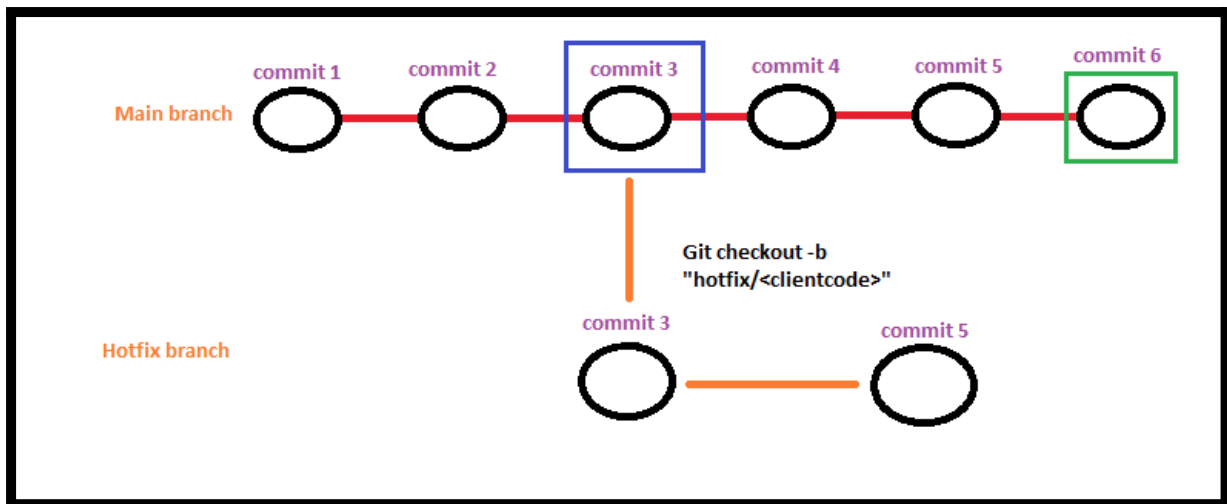 commit 1
commit 2
commit 3
commit 4
commit 5
commit 6
Main branch
Git checkout -b
"hotfix/<clientcode>"
commit 3
commit 5
Hotfix branch